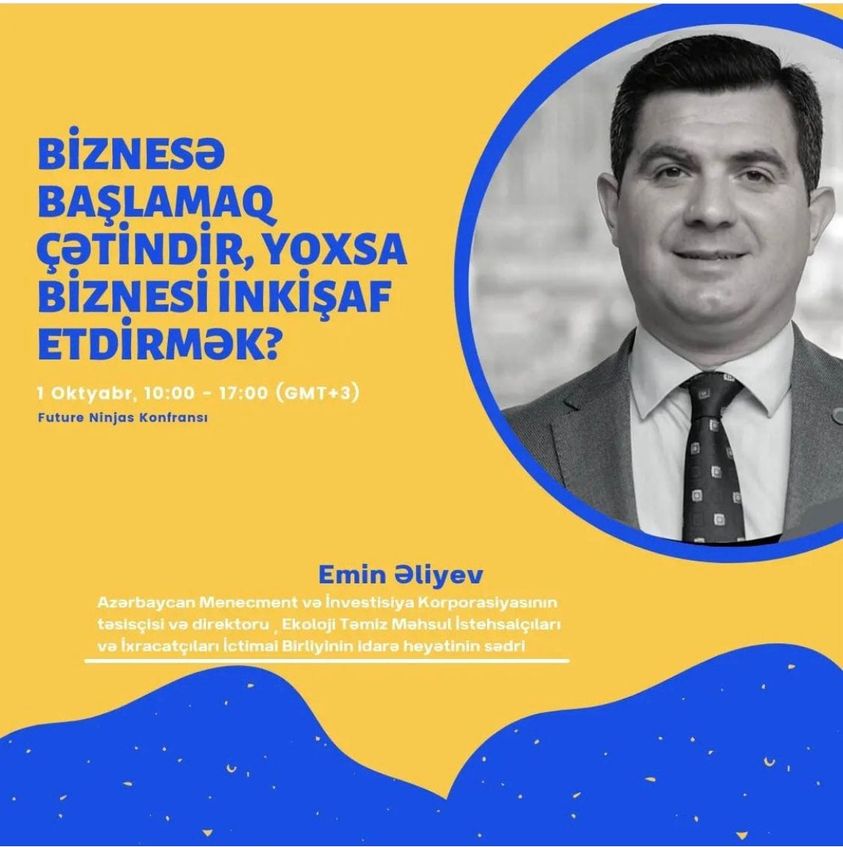 BİZNESƏ
BAŞLAMAQ
ÇƏTİNDİR, YOXSA
BİZNESİ İNKİŞAF
ETDİRMƏK?
1 Oktyabr, 10:00 - 17:00 (GMT+3)
Future Ninjas Konfransı
Emin Əliyev
Azərbaycan Menecment və İnvestisiya Korporasiyasının
təsisçisi və direktoru , Ekoloji Təmiz Məhsul İstehsalçıları
və İxracatçıları İctimai Birliyinin idarə heyətinin sədri